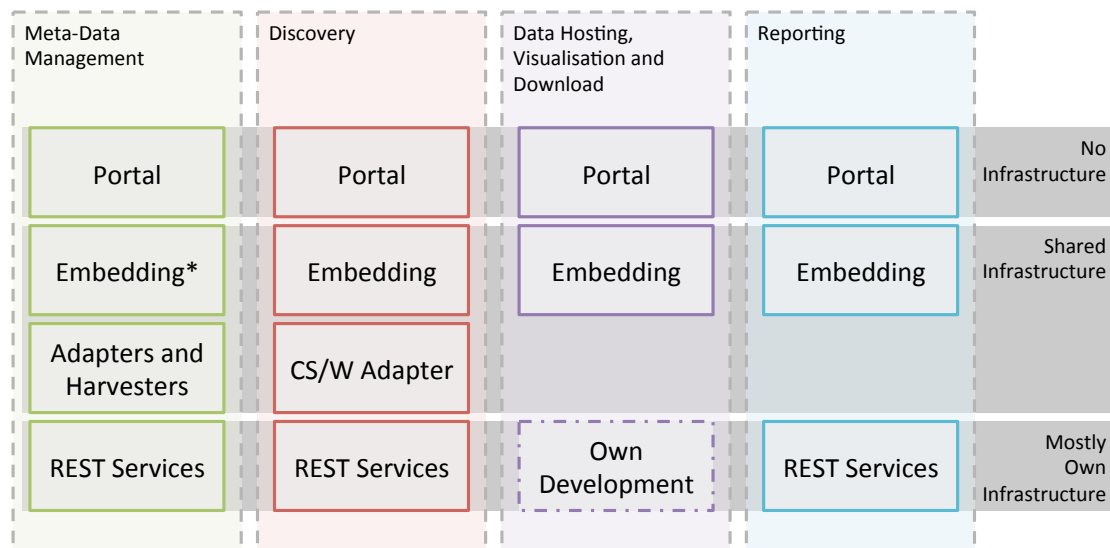 Meta-Data
Management
Discovery
Data Hosting,
Visualisation and
Download
Reporting
Portal
Portal
Portal
Portal
No
Infrastructure
Embedding*
Embedding
Embedding
Embedding
Shared
Infrastructure
Adapters and
Harvesters
CS/W Adapter
REST Services
REST Services
Own
Development
REST Services
Mostly
Own
Infrastructure